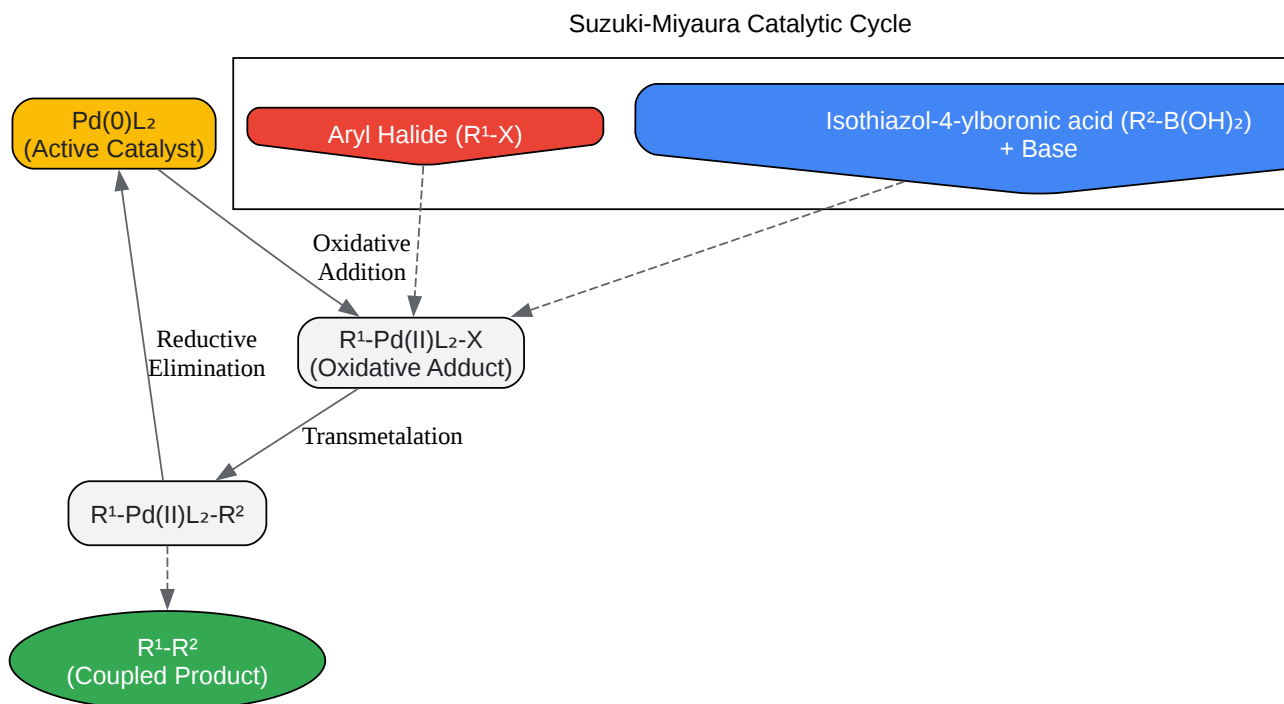 Suzuki-Miyaura Catalytic Cycle
Pd(0)L₂
(Active Catalyst)
Aryl Halide (R¹-X)
Isothiazol-4-ylboronic acid (R²-B(OH)₂)
+ Base
Oxidative
Addition
Reductive
Elimination
R¹-Pd(II)L₂-X
(Oxidative Adduct)
Transmetalation
R¹-Pd(II)L₂-R²
R¹-R²
(Coupled Product)